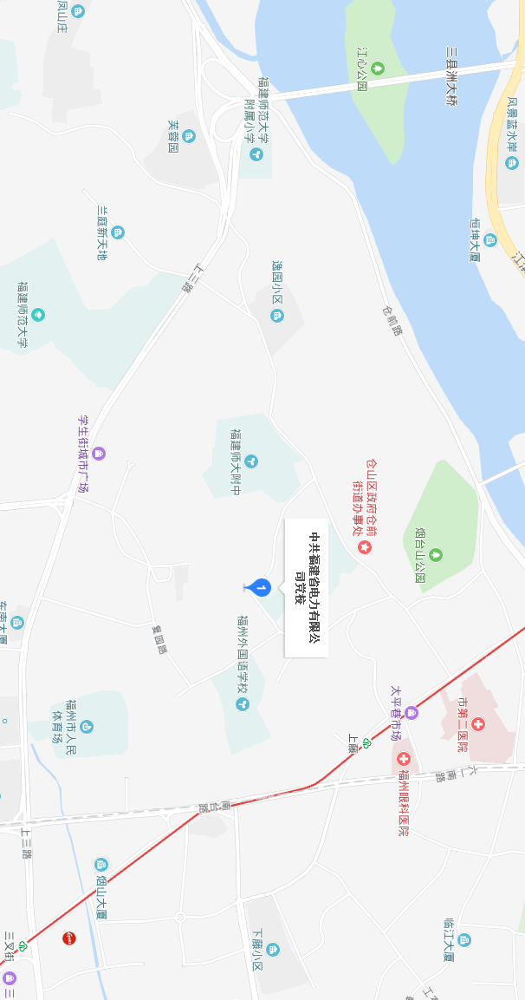 三县洲大桥
风景蓝水岸
恒坤大厦
江心公园
福建师范大学
附属小学
凤山庄
芙蓉园
兰庭新天地
上三路
逸园小区
仓前路
福建师范大学
学生街城市广场
福建师大附中
仓山区政府仓前
街道办事处
烟台山公园
中共福建省电力有限公
司党校
1
福州外国语学校
夏园路
福州市人民
体育场
太平巷市场
市第二医院
上藤
福州眼科医院
六一南路
南台路
上三路
烟山大厦
三叉街
下藤小区
临江大厦
三